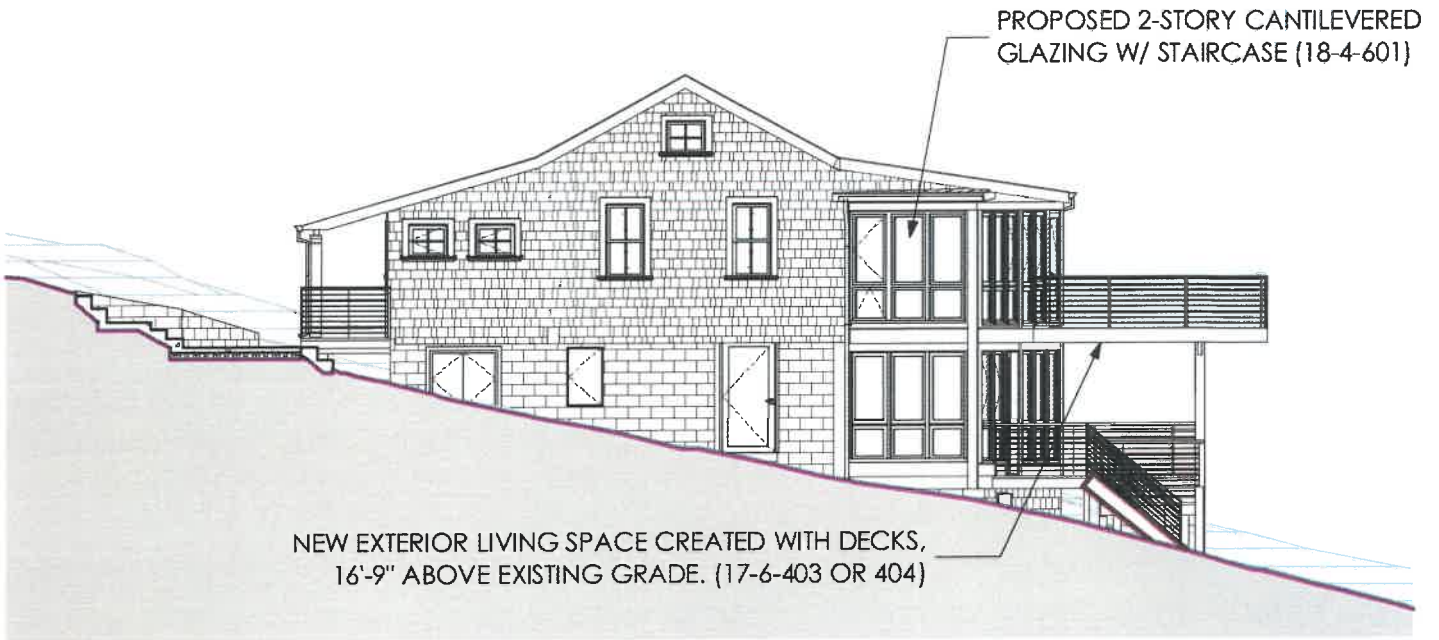 PROPOSED 2-STORY CANTILEVERED
GLAZING W/ STAIRCASE (18-4-601)
NEW EXTERIOR LIVING SPACE CREATED WITH DECKS,
16'-9" ABOVE EXISTING GRADE. (17-6-403 OR 404)